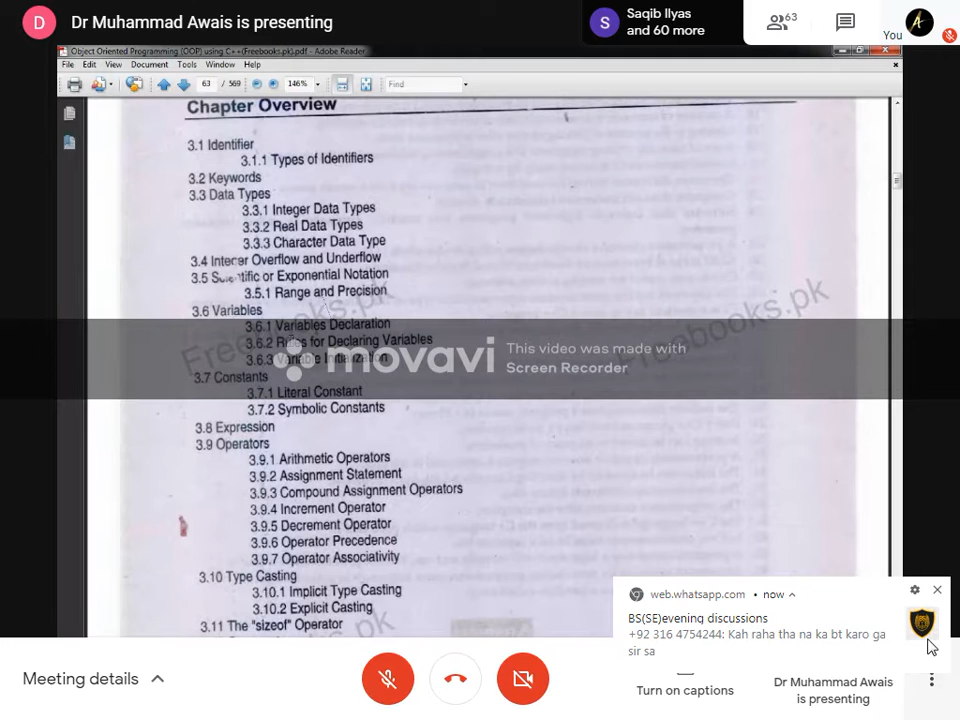 D Dr Muhammad Awais is presenting
S Saqib Ilyas and 60 more
63
A
You
Object Oriented Programming (OOP) using C++(Freebooks.pk).pdf - Adobe Reader
File Edit View Document Tools Window Help
63 / 569 146% Find
Chapter Overview
3.1 Identifier
3.1.1 Types of Identifiers
3.2 Keywords
3.3 Data Types
3.3.1 Integer Data Types
3.3.2 Real Data Types
3.3.3 Character Data Type
3.4 Integer Overflow and Underflow
3.5 Scientific or Exponential Notation
3.5.1 Range and Precision
3.6 Variables
3.6.1 Variables Declaration
3.6.2 Rules for Declaring Variables
3.6.3 Variable Initialization
Freebooks.pk
Freebooks.pk
movavi
This video was made with
Screen Recorder
3.7 Constants
3.7.1 Literal Constant
3.7.2 Symbolic Constants
3.8 Expression
3.9 Operators
3.9.1 Arithmetic Operators
3.9.2 Assignment Statement
3.9.3 Compound Assignment Operators
3.9.4 Increment Operator
3.9.5 Decrement Operator
3.9.6 Operator Precedence
3.9.7 Operator Associativity
3.10 Type Casting
3.10.1 Implicit Type Casting
3.10.2 Explicit Casting
3.11 The "sizeof" Operator
web.whatsapp.com • now
BS(SE)evening discussions
+92 316 4754244: Kah raha tha na ka bt karo ga
sir sa
Meeting details
Turn on captions
Dr Muhammad Awais
is presenting